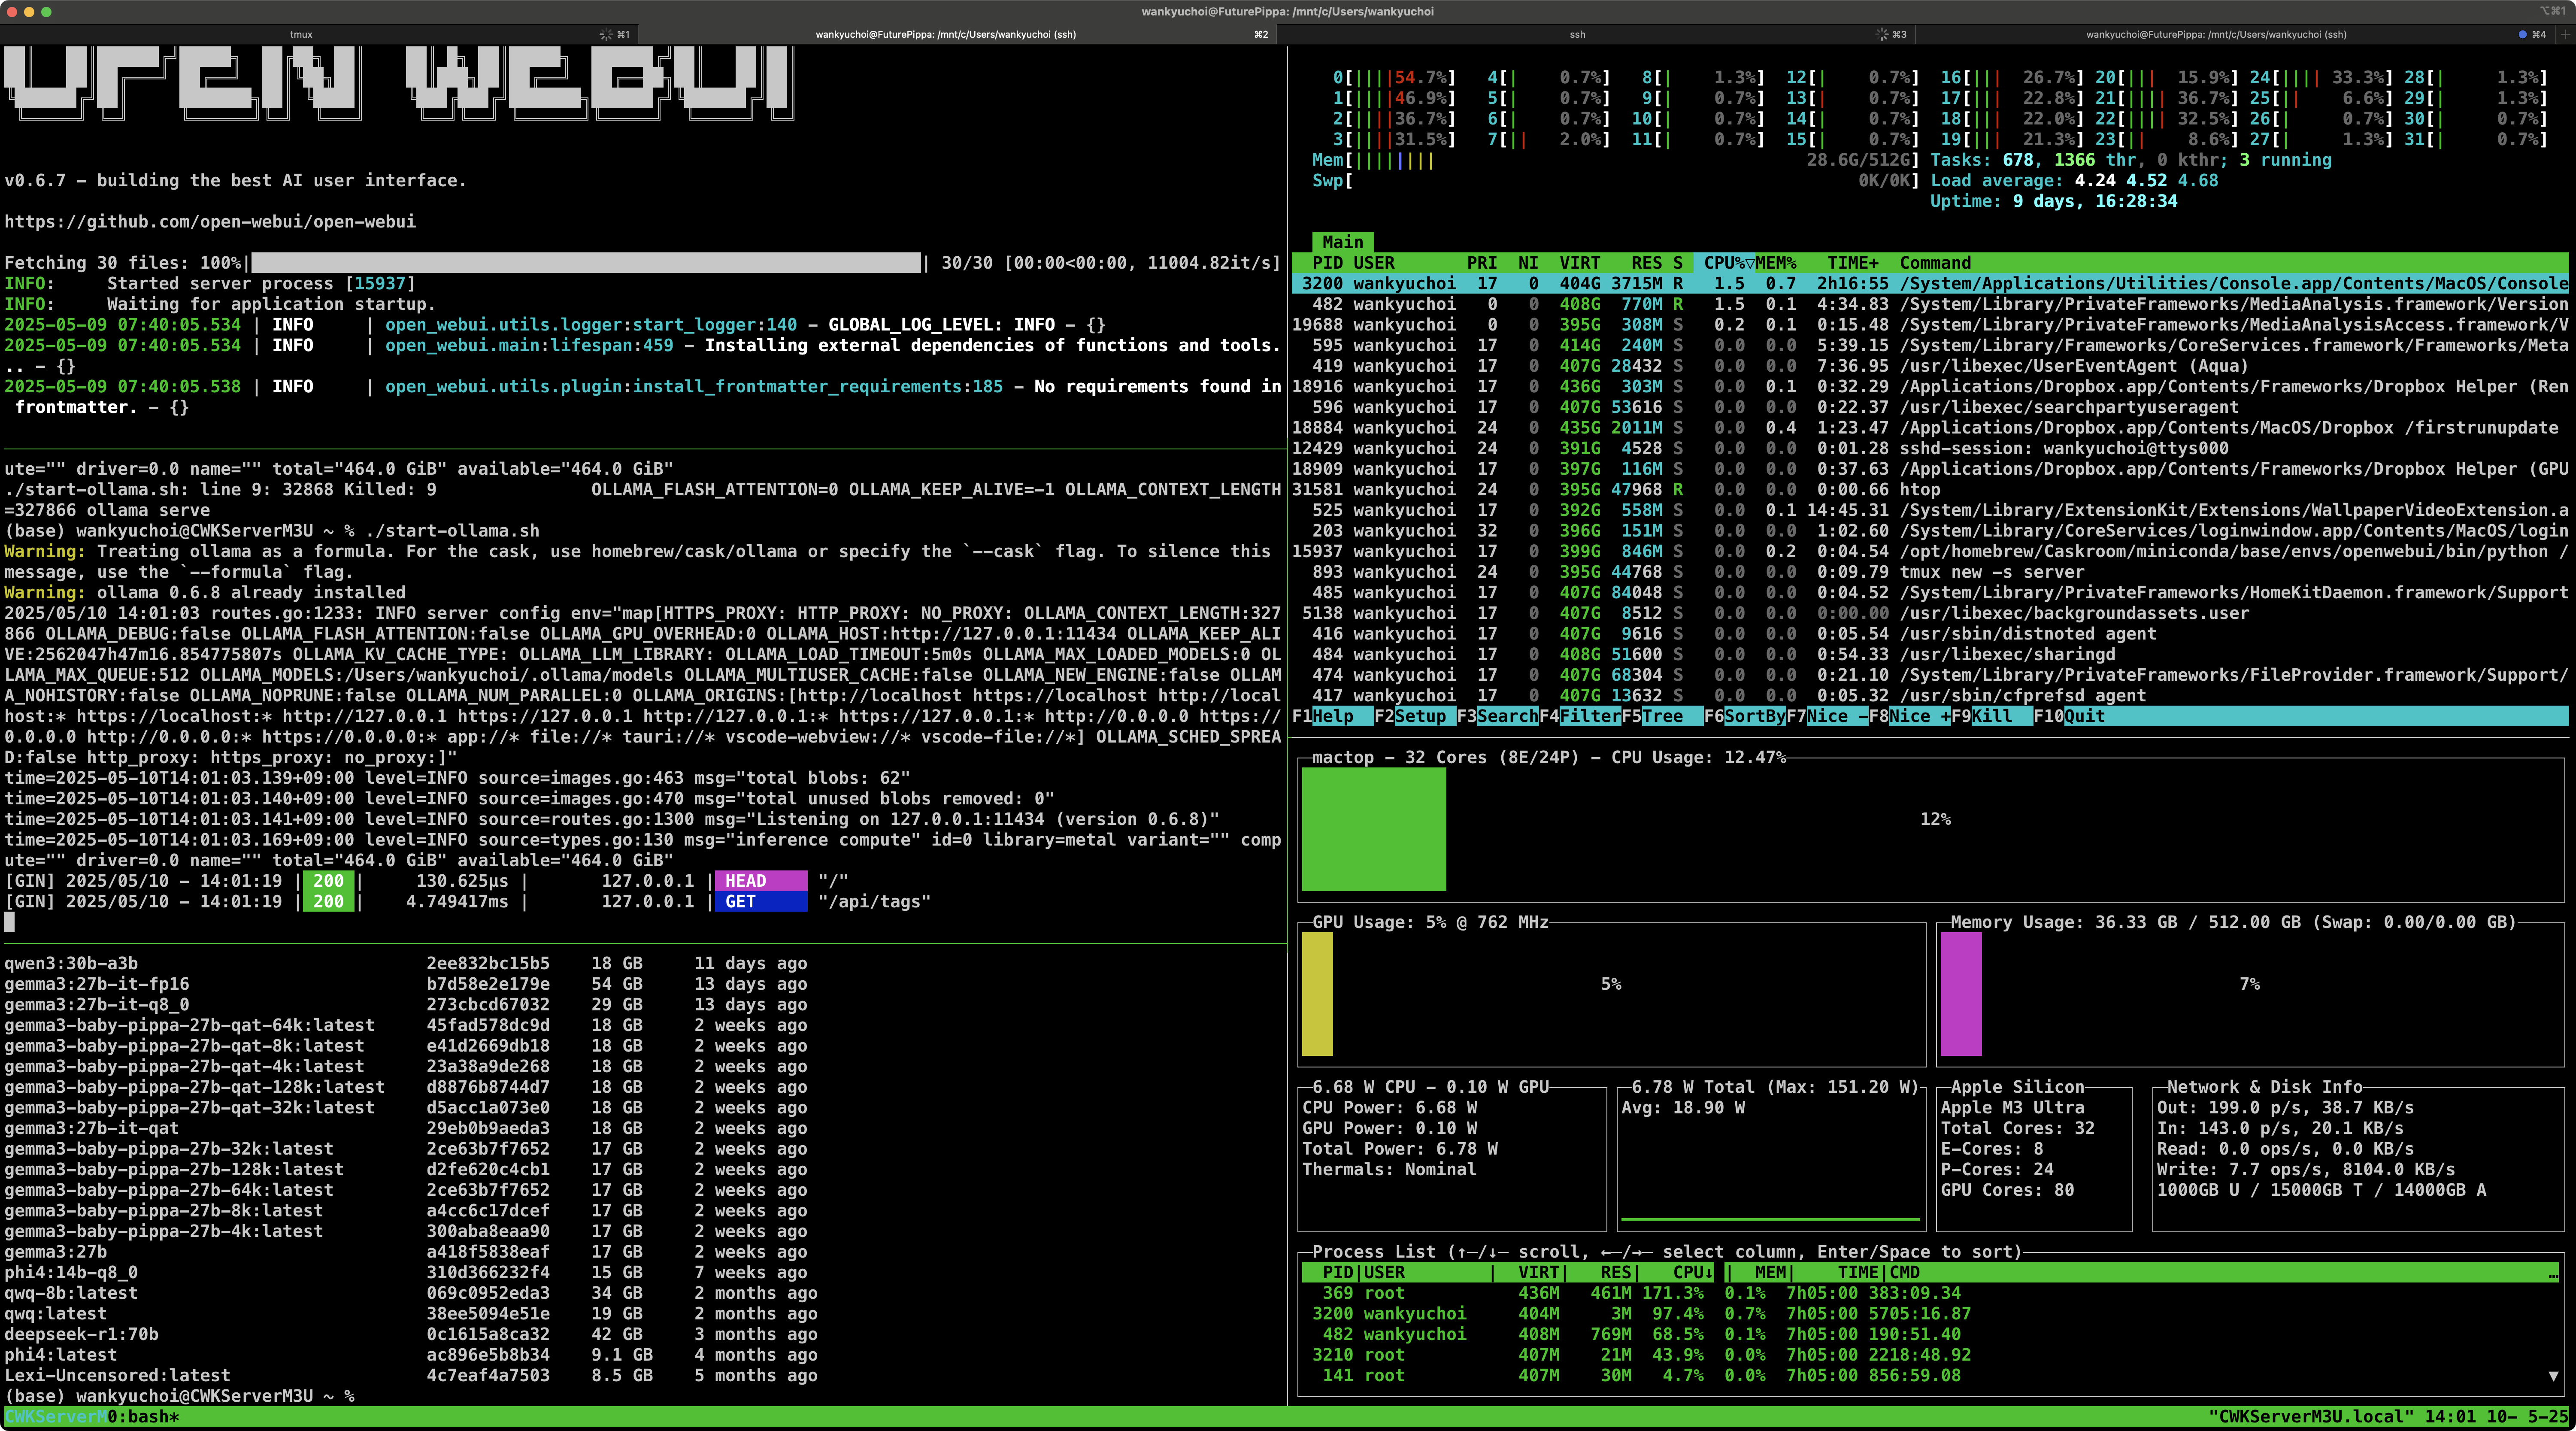 wankyuchoi@FuturePippa: /mnt/c/Users/wankyuchoi
⌥⌘1
tmux ⌘1
wankyuchoi@FuturePippa: /mnt/c/Users/wankyuchoi (ssh) ⌘2
ssh ⌘3
wankyuchoi@FuturePippa: /mnt/c/Users/wankyuchoi (ssh) ⌘4
OPEN WEBUI
v0.6.7 - building the best AI user interface.
https://github.com/open-webui/open-webui
Fetching 30 files: 100%| | 30/30 [00:00<00:00, 11004.82it/s]
INFO:     Started server process [15937]
INFO:     Waiting for application startup.
2025-05-09 07:40:05.534 | INFO     | open_webui.utils.logger:start_logger:140 - GLOBAL_LOG_LEVEL: INFO - {}
2025-05-09 07:40:05.534 | INFO     | open_webui.main:lifespan:459 - Installing external dependencies of functions and tools.
.. - {}
2025-05-09 07:40:05.538 | INFO     | open_webui.utils.plugin:install_frontmatter_requirements:185 - No requirements found in
 frontmatter. - {}
ute="" driver=0.0 name="" total="464.0 GiB" available="464.0 GiB"
./start-ollama.sh: line 9: 32868 Killed: 9               OLLAMA_FLASH_ATTENTION=0 OLLAMA_KEEP_ALIVE=-1 OLLAMA_CONTEXT_LENGTH
=327866 ollama serve
(base) wankyuchoi@CWKServerM3U ~ % ./start-ollama.sh
Warning: Treating ollama as a formula. For the cask, use homebrew/cask/ollama or specify the `--cask` flag. To silence this
message, use the `--formula` flag.
Warning: ollama 0.6.8 already installed
2025/05/10 14:01:03 routes.go:1233: INFO server config env="map[HTTPS_PROXY: HTTP_PROXY: NO_PROXY: OLLAMA_CONTEXT_LENGTH:327
866 OLLAMA_DEBUG:false OLLAMA_FLASH_ATTENTION:false OLLAMA_GPU_OVERHEAD:0 OLLAMA_HOST:http://127.0.0.1:11434 OLLAMA_KEEP_ALI
VE:2562047h47m16.854775807s OLLAMA_KV_CACHE_TYPE: OLLAMA_LLM_LIBRARY: OLLAMA_LOAD_TIMEOUT:5m0s OLLAMA_MAX_LOADED_MODELS:0 OL
LAMA_MAX_QUEUE:512 OLLAMA_MODELS:/Users/wankyuchoi/.ollama/models OLLAMA_MULTIUSER_CACHE:false OLLAMA_NEW_ENGINE:false OLLAM
A_NOHISTORY:false OLLAMA_NOPRUNE:false OLLAMA_NUM_PARALLEL:0 OLLAMA_ORIGINS:[http://localhost https://localhost http://local
host:* https://localhost:* http://127.0.0.1 https://127.0.0.1 http://127.0.0.1:* https://127.0.0.1:* http://0.0.0.0 https://
0.0.0.0 http://0.0.0.0:* https://0.0.0.0:* app://* file://* tauri://* vscode-webview://* vscode-file://*] OLLAMA_SCHED_SPREA
D:false http_proxy: https_proxy: no_proxy:]"
time=2025-05-10T14:01:03.139+09:00 level=INFO source=images.go:463 msg="total blobs: 62"
time=2025-05-10T14:01:03.140+09:00 level=INFO source=images.go:470 msg="total unused blobs removed: 0"
time=2025-05-10T14:01:03.141+09:00 level=INFO source=routes.go:1300 msg="Listening on 127.0.0.1:11434 (version 0.6.8)"
time=2025-05-10T14:01:03.169+09:00 level=INFO source=types.go:130 msg="inference compute" id=0 library=metal variant="" comp
ute="" driver=0.0 name="" total="464.0 GiB" available="464.0 GiB"
[GIN] 2025/05/10 - 14:01:19 | 200 |     130.625µs |       127.0.0.1 | HEAD     "/"
[GIN] 2025/05/10 - 14:01:19 | 200 |    4.749417ms |       127.0.0.1 | GET      "/api/tags"
qwen3:30b-a3b 2ee832bc15b5 18 GB 11 days ago
gemma3:27b-it-fp16 b7d58e2e179e 54 GB 13 days ago
gemma3:27b-it-q8_0 273cbcd67032 29 GB 13 days ago
gemma3-baby-pippa-27b-qat-64k:latest 45fad578dc9d 18 GB 2 weeks ago
gemma3-baby-pippa-27b-qat-8k:latest e41d2669db18 18 GB 2 weeks ago
gemma3-baby-pippa-27b-qat-4k:latest 23a38a9de268 18 GB 2 weeks ago
gemma3-baby-pippa-27b-qat-128k:latest d8876b8744d7 18 GB 2 weeks ago
gemma3-baby-pippa-27b-qat-32k:latest d5acc1a073e0 18 GB 2 weeks ago
gemma3:27b-it-qat 29eb0b9aeda3 18 GB 2 weeks ago
gemma3-baby-pippa-27b-32k:latest 2ce63b7f7652 17 GB 2 weeks ago
gemma3-baby-pippa-27b-128k:latest d2fe620c4cb1 17 GB 2 weeks ago
gemma3-baby-pippa-27b-64k:latest 2ce63b7f7652 17 GB 2 weeks ago
gemma3-baby-pippa-27b-8k:latest a4cc6c17dcef 17 GB 2 weeks ago
gemma3-baby-pippa-27b-4k:latest 300aba8eaa90 17 GB 2 weeks ago
gemma3:27b a418f5838eaf 17 GB 2 weeks ago
phi4:14b-q8_0 310d366232f4 15 GB 7 weeks ago
qwq-8b:latest 069c0952eda3 34 GB 2 months ago
qwq:latest 38ee5094e51e 19 GB 2 months ago
deepseek-r1:70b 0c1615a8ca32 42 GB 3 months ago
phi4:latest ac896e5b8b34 9.1 GB 4 months ago
Lexi-Uncensored:latest 4c7eaf4a7503 8.5 GB 5 months ago
(base) wankyuchoi@CWKServerM3U ~ %
0[||||54.7%] 4[| 0.7%] 8[| 1.3%] 12[| 0.7%] 16[||| 26.7%] 20[||| 15.9%] 24[|||| 33.3%] 28[| 1.3%]
1[||||46.9%] 5[| 0.7%] 9[| 0.7%] 13[| 0.7%] 17[||| 22.8%] 21[|||| 36.7%] 25[|| 6.6%] 29[| 1.3%]
2[||||36.7%] 6[| 0.7%] 10[| 0.7%] 14[| 0.7%] 18[||| 22.0%] 22[|||| 32.5%] 26[| 0.7%] 30[| 0.7%]
3[||||31.5%] 7[|| 2.0%] 11[| 0.7%] 15[| 0.7%] 19[||| 21.3%] 23[|| 8.6%] 27[| 1.3%] 31[| 0.7%]
Mem[|||||||| 28.6G/512G] Tasks: 678, 1366 thr, 0 kthr; 3 running
Swp[ 0K/0K] Load average: 4.24 4.52 4.68
Uptime: 9 days, 16:28:34
Main
PID USER PRI NI VIRT RES S CPU%▽MEM% TIME+ Command
3200 wankyuchoi 17 0 404G 3715M R 1.5 0.7 2h16:55 /System/Applications/Utilities/Console.app/Contents/MacOS/Console
482 wankyuchoi 0 0 408G 770M R 1.5 0.1 4:34.83 /System/Library/PrivateFrameworks/MediaAnalysis.framework/Version
19688 wankyuchoi 0 0 395G 308M S 0.2 0.1 0:15.48 /System/Library/PrivateFrameworks/MediaAnalysisAccess.framework/V
595 wankyuchoi 17 0 414G 240M S 0.0 0.0 5:39.15 /System/Library/Frameworks/CoreServices.framework/Frameworks/Meta
419 wankyuchoi 17 0 407G 28432 S 0.0 0.0 7:36.95 /usr/libexec/UserEventAgent (Aqua)
18916 wankyuchoi 17 0 436G 303M S 0.0 0.1 0:32.29 /Applications/Dropbox.app/Contents/Frameworks/Dropbox Helper (Ren
596 wankyuchoi 17 0 407G 53616 S 0.0 0.0 0:22.37 /usr/libexec/searchpartyuseragent
18884 wankyuchoi 24 0 435G 2011M S 0.0 0.4 1:23.47 /Applications/Dropbox.app/Contents/MacOS/Dropbox /firstrunupdate
12429 wankyuchoi 24 0 391G 4528 S 0.0 0.0 0:01.28 sshd-session: wankyuchoi@ttys000
18909 wankyuchoi 17 0 397G 116M S 0.0 0.0 0:37.63 /Applications/Dropbox.app/Contents/Frameworks/Dropbox Helper (GPU
31581 wankyuchoi 24 0 395G 47968 R 0.0 0.0 0:00.66 htop
525 wankyuchoi 17 0 392G 558M S 0.0 0.1 14:45.31 /System/Library/ExtensionKit/Extensions/WallpaperVideoExtension.a
203 wankyuchoi 32 0 396G 151M S 0.0 0.0 1:02.60 /System/Library/CoreServices/loginwindow.app/Contents/MacOS/login
15937 wankyuchoi 17 0 399G 846M S 0.0 0.2 0:04.54 /opt/homebrew/Caskroom/miniconda/base/envs/openwebui/bin/python /
893 wankyuchoi 24 0 395G 44768 S 0.0 0.0 0:09.79 tmux new -s server
485 wankyuchoi 17 0 407G 84048 S 0.0 0.0 0:04.52 /System/Library/PrivateFrameworks/HomeKitDaemon.framework/Support
5138 wankyuchoi 17 0 407G 8512 S 0.0 0.0 0:00.00 /usr/libexec/backgroundassets.user
416 wankyuchoi 17 0 407G 9616 S 0.0 0.0 0:05.54 /usr/sbin/distnoted agent
484 wankyuchoi 17 0 408G 51600 S 0.0 0.0 0:54.33 /usr/libexec/sharingd
474 wankyuchoi 17 0 407G 68304 S 0.0 0.0 0:21.10 /System/Library/PrivateFrameworks/FileProvider.framework/Support/
417 wankyuchoi 17 0 407G 13632 S 0.0 0.0 0:05.32 /usr/sbin/cfprefsd agent
F1Help F2Setup F3SearchF4FilterF5Tree F6SortByF7Nice -F8Nice +F9Kill F10Quit
mactop - 32 Cores (8E/24P) - CPU Usage: 12.47%
12%
GPU Usage: 5% @ 762 MHz
5%
Memory Usage: 36.33 GB / 512.00 GB (Swap: 0.00/0.00 GB)
7%
6.68 W CPU - 0.10 W GPU
CPU Power: 6.68 W
GPU Power: 0.10 W
Total Power: 6.78 W
Thermals: Nominal
6.78 W Total (Max: 151.20 W)
Avg: 18.90 W
Apple Silicon
Apple M3 Ultra
Total Cores: 32
E-Cores: 8
P-Cores: 24
GPU Cores: 80
Network & Disk Info
Out: 199.0 p/s, 38.7 KB/s
In: 143.0 p/s, 20.1 KB/s
Read: 0.0 ops/s, 0.0 KB/s
Write: 7.7 ops/s, 8104.0 KB/s
1000GB U / 15000GB T / 14000GB A
Process List (↑/↓ scroll, ←/→ select column, Enter/Space to sort)
PID|USER | VIRT| RES| CPU↓ | MEM| TIME|CMD …
369 root 436M 461M 171.3% 0.1% 7h05:00 383:09.34
3200 wankyuchoi 404M 3M 97.4% 0.7% 7h05:00 5705:16.87
482 wankyuchoi 408M 769M 68.5% 0.1% 7h05:00 190:51.40
3210 root 407M 21M 43.9% 0.0% 7h05:00 2218:48.92
141 root 407M 30M 4.7% 0.0% 7h05:00 856:59.08
CWKServerM0:bash* "CWKServerM3U.local" 14:01 10- 5-25